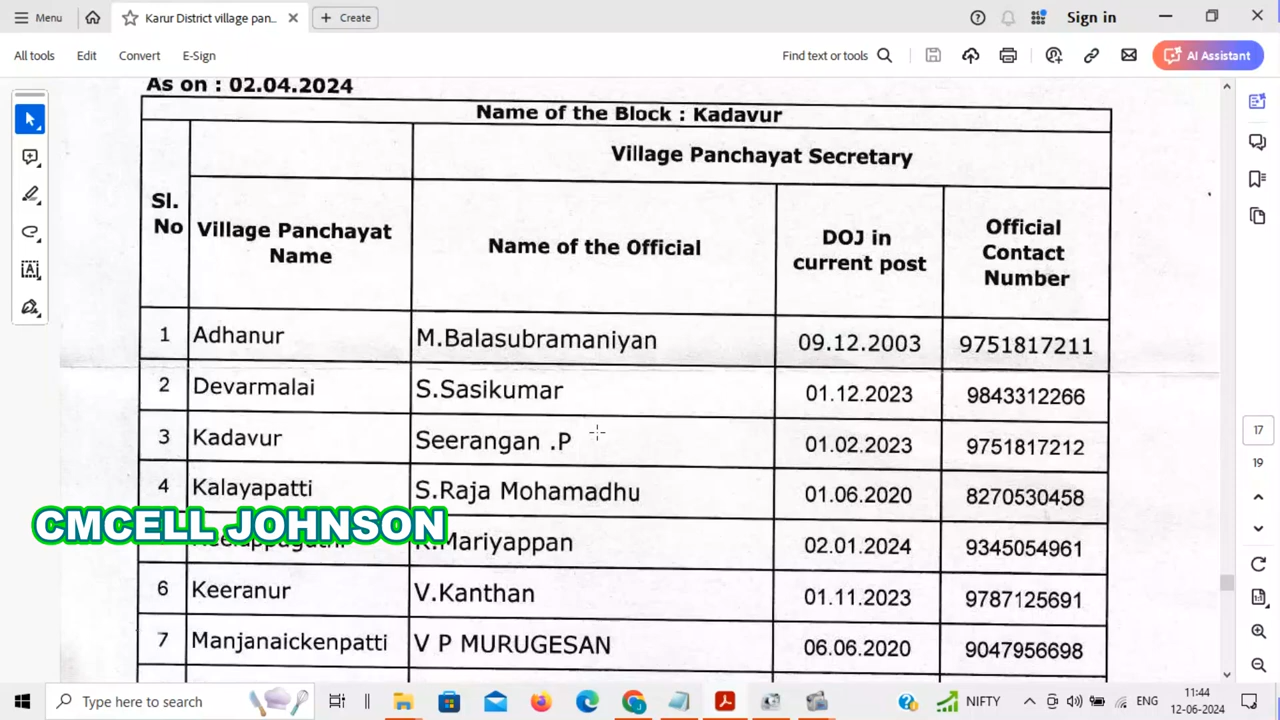 Menu
Karur District village pan...
Create
Sign in
All tools
Edit
Convert
E-Sign
Find text or tools
AI Assistant
As on : 02.04.2024
Name of the Block : Kadavur
Sl. No
Village Panchayat Name
Village Panchayat Secretary
Name of the Official
DOJ in current post
Official Contact Number
1 Adhanur M.Balasubramaniyan 09.12.2003 9751817211
2 Devarmalai S.Sasikumar 01.12.2023 9843312266
3 Kadavur Seerangan .P 01.02.2023 9751817212
4 Kalayapatti S.Raja Mohamadhu 01.06.2020 8270530458
CMCELL JOHNSON
Mariyappan 02.01.2024 9345054961
6 Keeranur V.Kanthan 01.11.2023 9787125691
7 Manjanaickenpatti V P MURUGESAN 06.06.2020 9047956698
17
19
Type here to search
NIFTY
ENG
11:44
12-06-2024